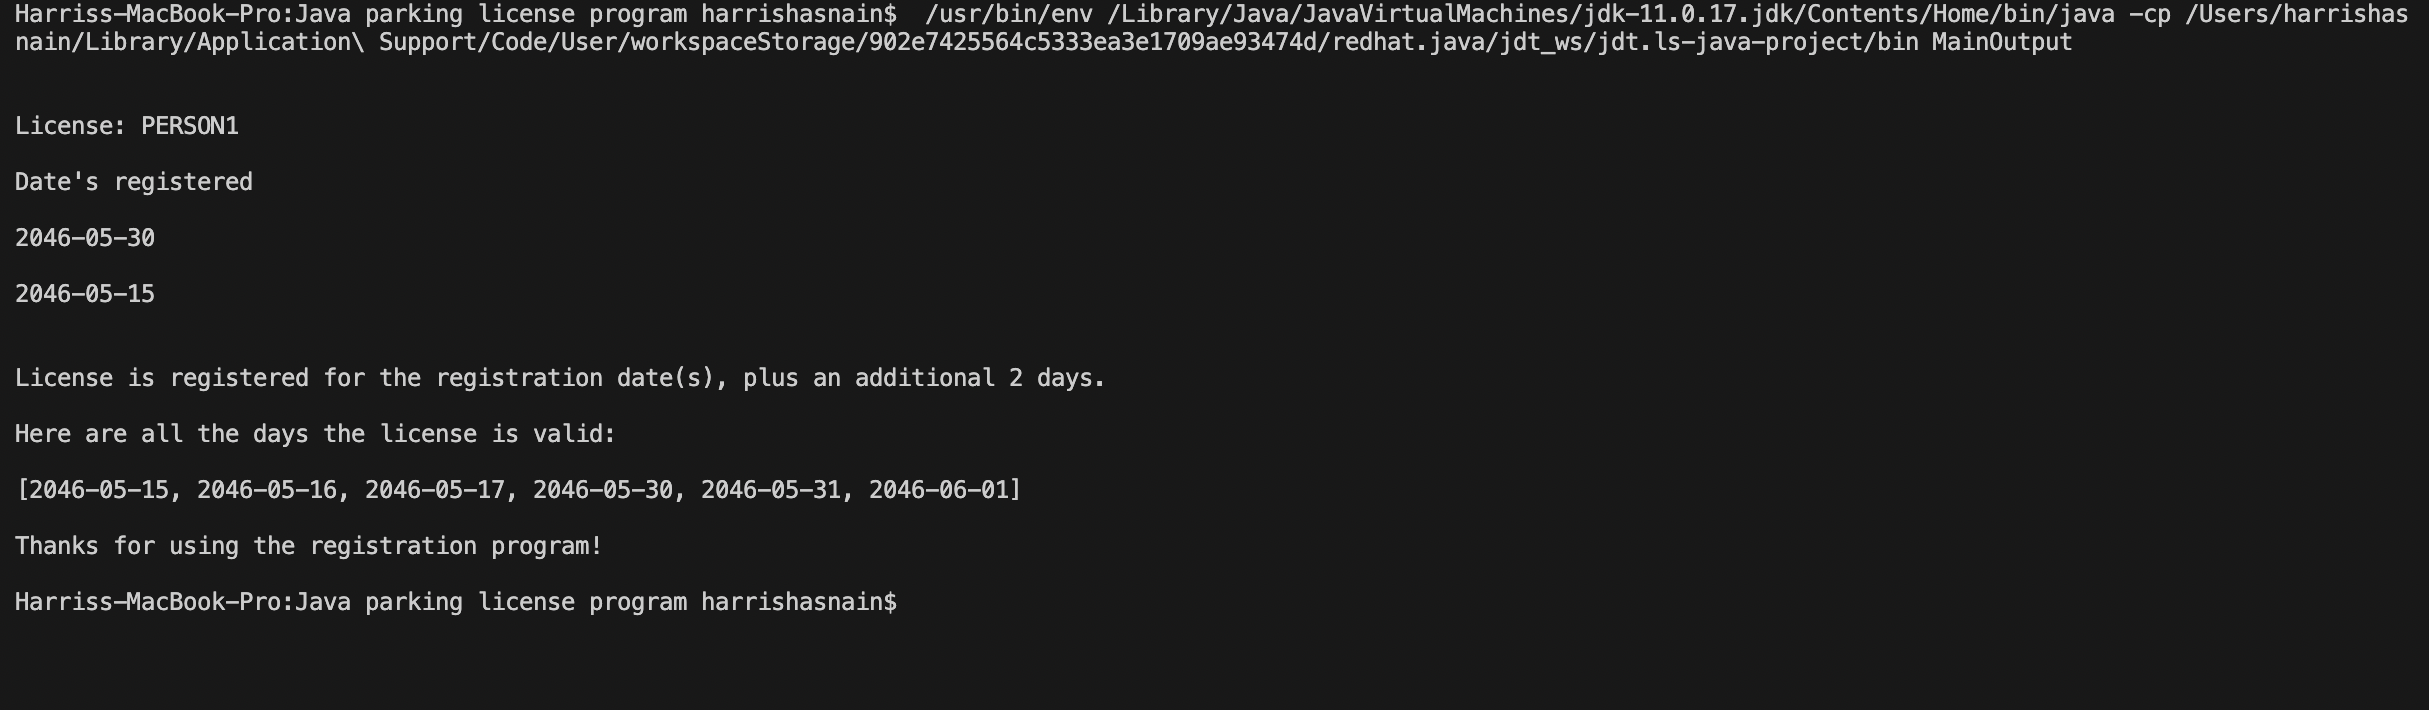 Harriss-MacBook-Pro:Java parking license program harrishasnain$  /usr/bin/env /Library/Java/JavaVirtualMachines/jdk-11.0.17.jdk/Contents/Home/bin/java -cp /Users/harrishas
nain/Library/Application\ Support/Code/User/workspaceStorage/902e7425564c5333ea3e1709ae93474d/redhat.java/jdt_ws/jdt.ls-java-project/bin MainOutput
License: PERSON1
Date's registered
2046-05-30
2046-05-15
License is registered for the registration date(s), plus an additional 2 days.
Here are all the days the license is valid:
[2046-05-15, 2046-05-16, 2046-05-17, 2046-05-30, 2046-05-31, 2046-06-01]
Thanks for using the registration program!
Harriss-MacBook-Pro:Java parking license program harrishasnain$